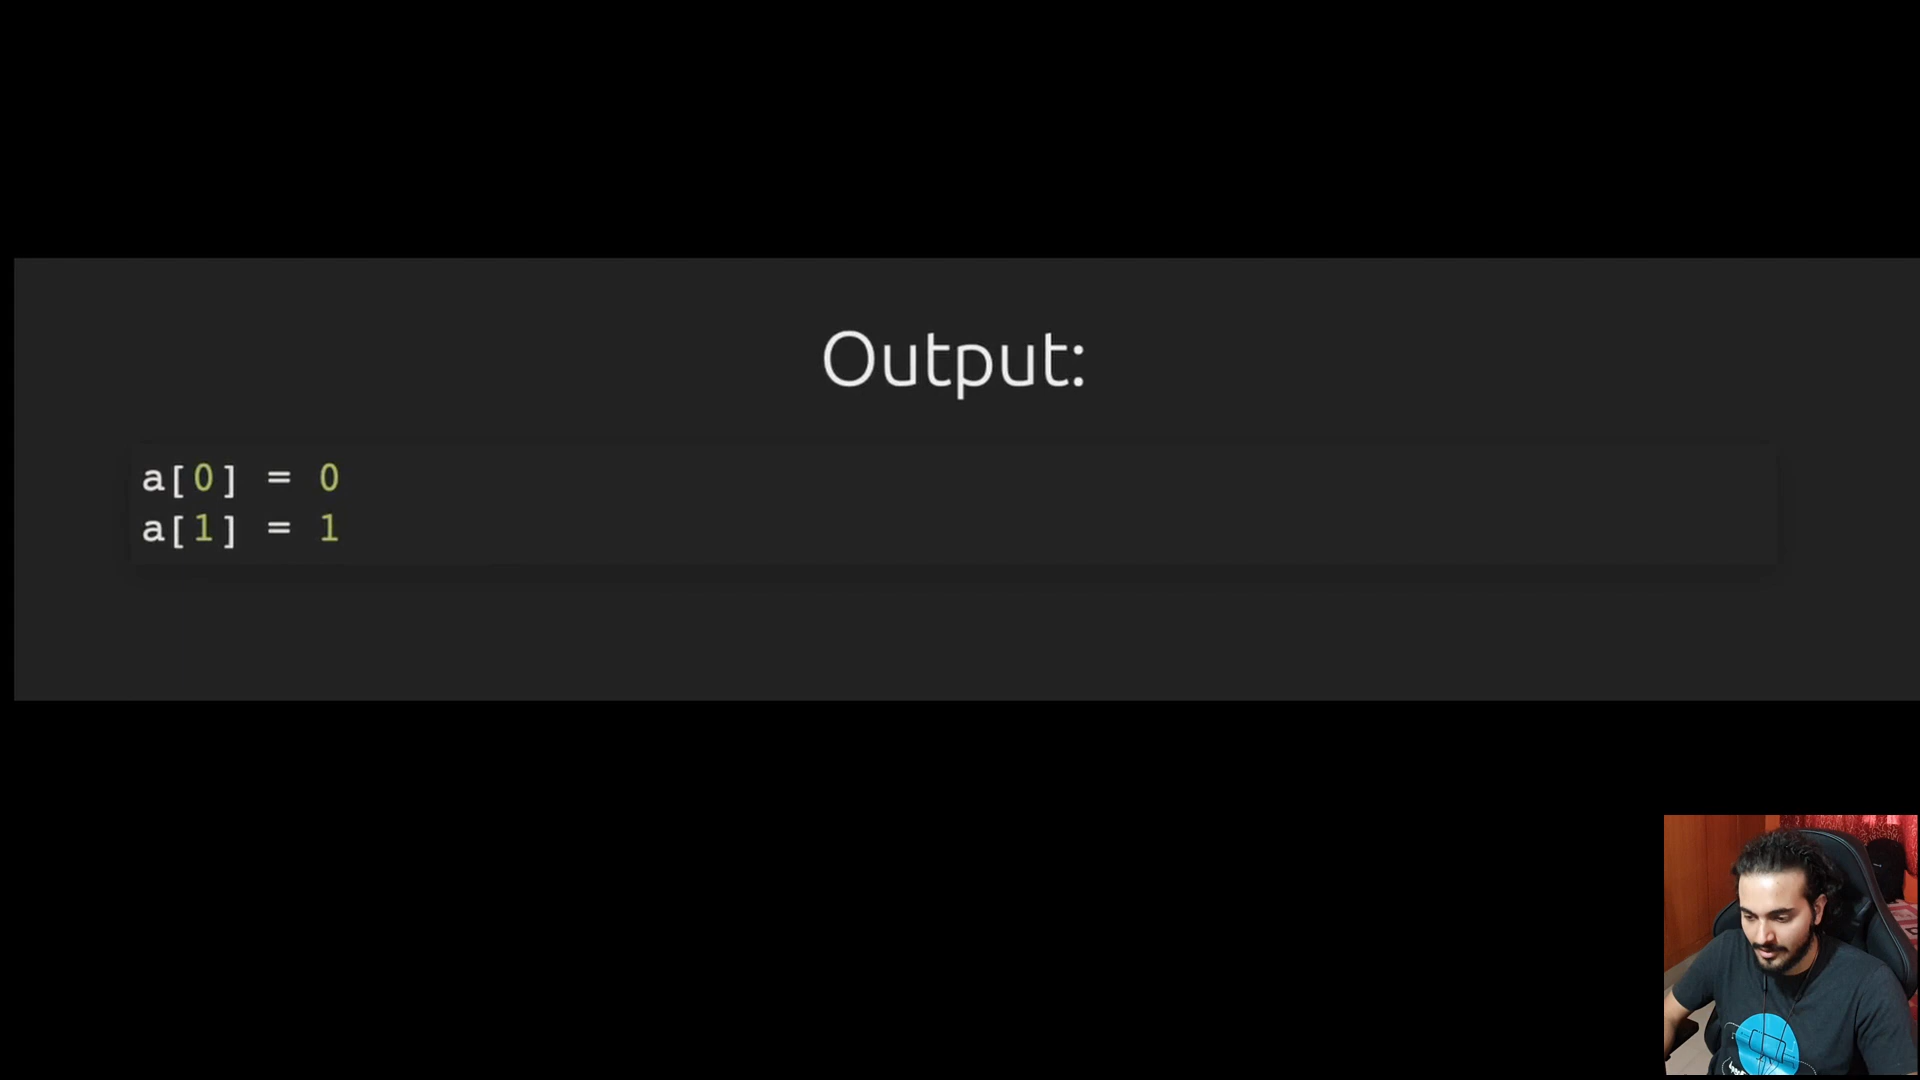 Output:
a[0] = 0
a[1] = 1